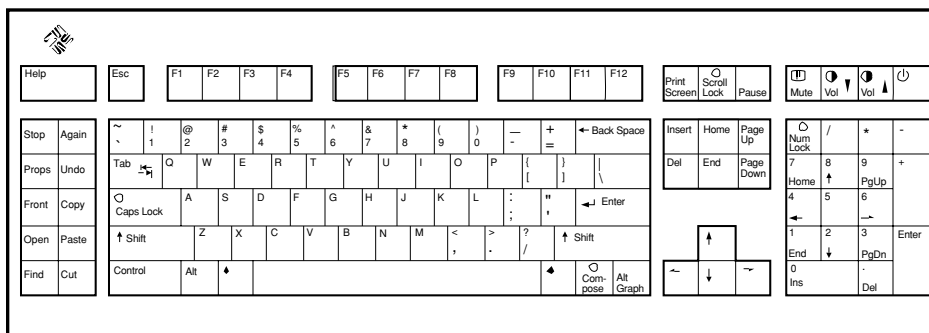 Sun
Help Esc F1 F2 F3 F4 F5 F6 F7 F8 F9 F10 F11 F12 Print Screen Scroll Lock Pause Mute Vol Vol
Stop Again ~ ` ! 1 @ 2 # 3 $ 4 % 5 ^ 6 & 7 * 8 ( 9 ) 0 — - + = Back Space Insert Home Page Up Num Lock / * -
Props Undo Tab Q W E R T Y U I O P { [ } ] | \ Del End Page Down 7 Home 8 9 PgUp +
Front Copy Caps Lock A S D F G H J K L : ; " ' Enter 4 5 6
Open Paste Shift Z X C V B N M < , > . ? / Shift 1 End 2 3 PgDn Enter
Find Cut Control Alt Com- pose Alt Graph 0 Ins . Del